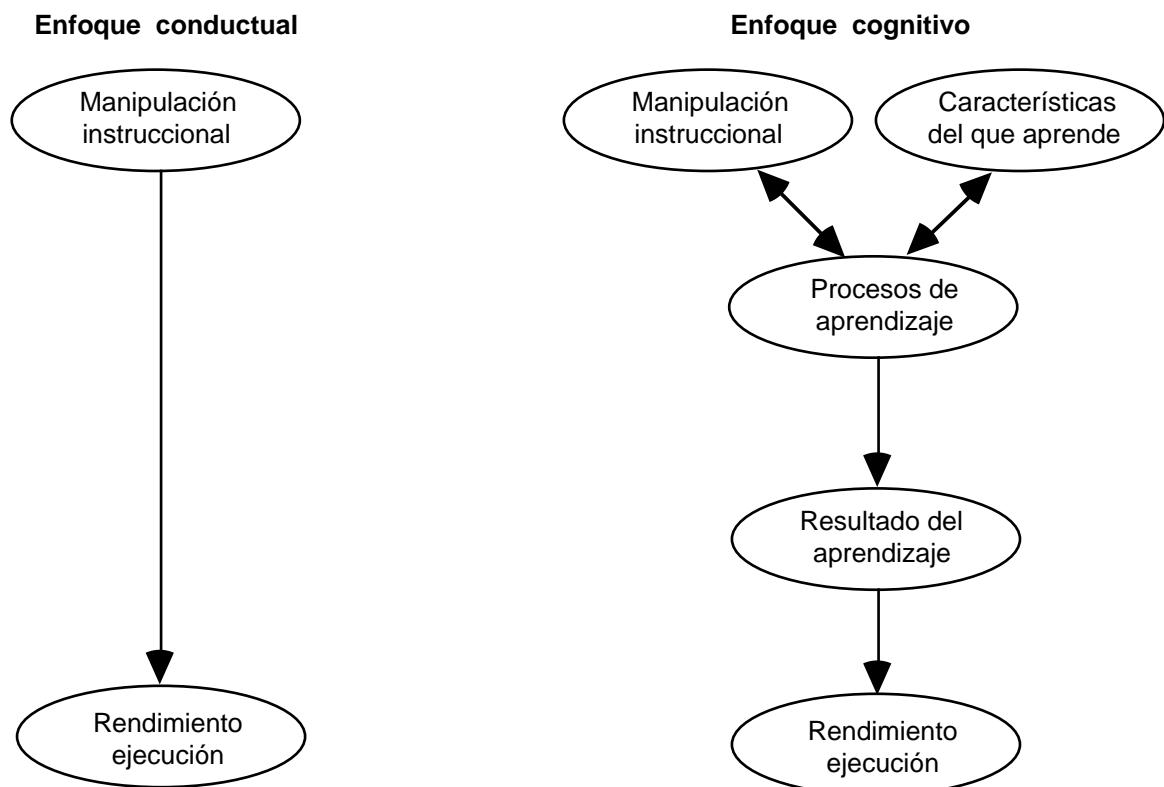 Enfoque conductual
Manipulación
instruccional
Rendimiento
ejecución
Enfoque cognitivo
Manipulación
instruccional
Característícas
del que aprende
Procesos de
aprendizaje
Resultado del
aprendizaje
Rendimiento
ejecución